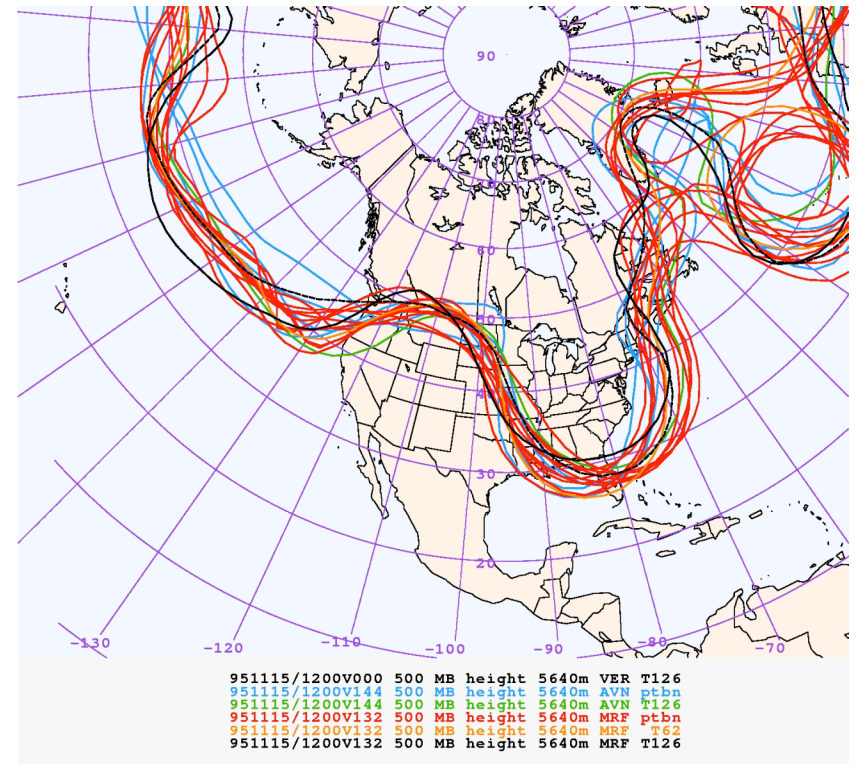 90
80
70
60
50
40
30
20
-130
-120
-110
-100
-90
-80
-70
951115/1200V000 500 MB height 5640m VER T126
951115/1200V144 500 MB height 5640m AVN ptbn
951115/1200V144 500 MB height 5640m AVN T126
951115/1200V132 500 MB height 5640m MRF ptbn
951115/1200V132 500 MB height 5640m MRF T62
951115/1200V132 500 MB height 5640m MRF T126